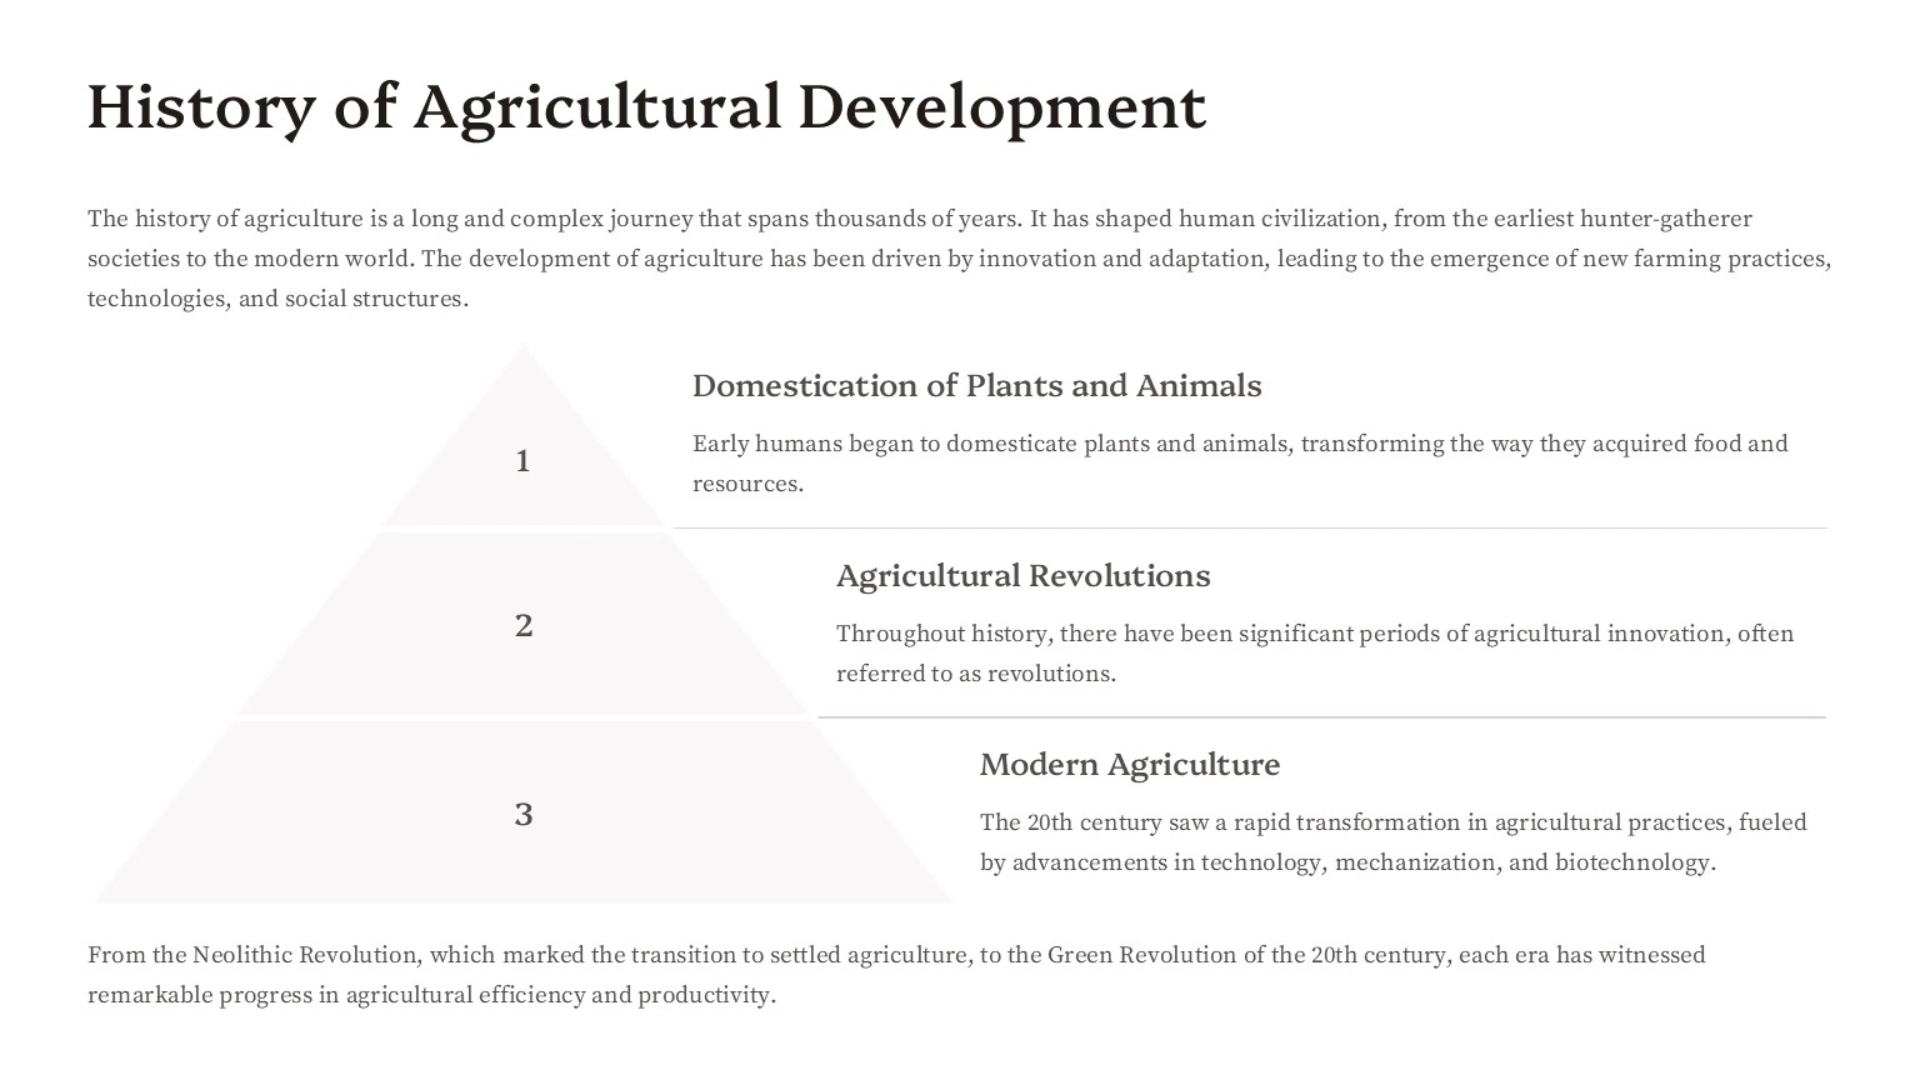 History of Agricultural Development
The history of agriculture is a long and complex journey that spans thousands of years. It has shaped human civilization, from the earliest hunter-gatherer
societies to the modern world. The development of agriculture has been driven by innovation and adaptation, leading to the emergence of new farming practices,
technologies, and social structures.
1
Domestication of Plants and Animals
Early humans began to domesticate plants and animals, transforming the way they acquired food and
resources.
2
Agricultural Revolutions
Throughout history, there have been significant periods of agricultural innovation, often
referred to as revolutions.
3
Modern Agriculture
The 20th century saw a rapid transformation in agricultural practices, fueled
by advancements in technology, mechanization, and biotechnology.
From the Neolithic Revolution, which marked the transition to settled agriculture, to the Green Revolution of the 20th century, each era has witnessed
remarkable progress in agricultural efficiency and productivity.